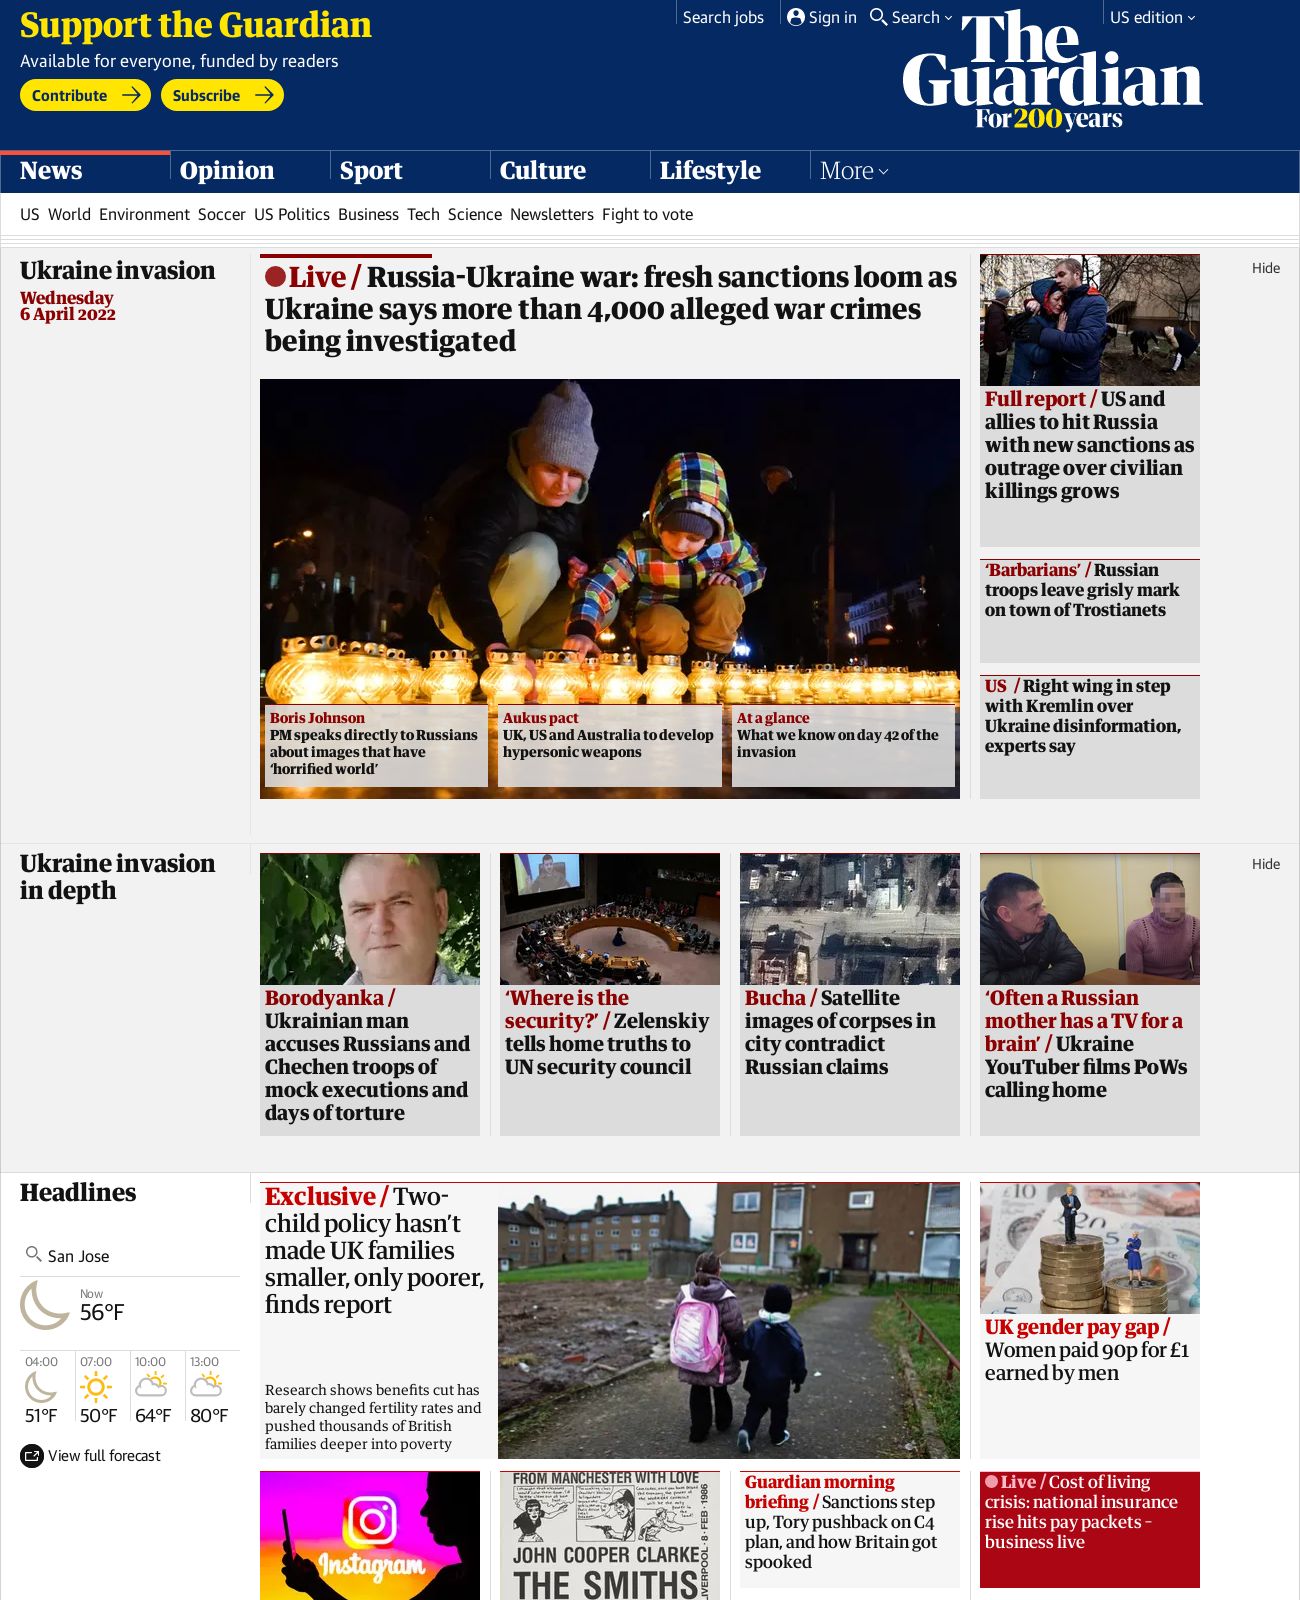 Support the Guardian
Available for everyone, funded by readers
Contribute
Subscribe
Search jobs
Sign in
Search
US edition
The
Guardian
For 200 years
News
Opinion
Sport
Culture
Lifestyle
More
US World Environment Soccer US Politics Business Tech Science Newsletters Fight to vote
Ukraine invasion
Wednesday
6 April 2022
Live / Russia-Ukraine war: fresh sanctions loom as
Ukraine says more than 4,000 alleged war crimes
being investigated
Boris Johnson
PM speaks directly to Russians
about images that have
‘horrified world’
Aukus pact
UK, US and Australia to develop
hypersonic weapons
At a glance
What we know on day 42 of the
invasion
Hide
Full report / US and
allies to hit Russia
with new sanctions as
outrage over civilian
killings grows
‘Barbarians’ / Russian
troops leave grisly mark
on town of Trostianets
US / Right wing in step
with Kremlin over
Ukraine disinformation,
experts say
Ukraine invasion
in depth
Hide
Borodyanka /
Ukrainian man
accuses Russians and
Chechen troops of
mock executions and
days of torture
‘Where is the
security?’ / Zelenskiy
tells home truths to
UN security council
Bucha / Satellite
images of corpses in
city contradict
Russian claims
‘Often a Russian
mother has a TV for a
brain’ / Ukraine
YouTuber films PoWs
calling home
Headlines
San Jose
Now
56°F
04:00 07:00 10:00 13:00
51°F 50°F 64°F 80°F
View full forecast
Exclusive / Two-
child policy hasn’t
made UK families
smaller, only poorer,
finds report
Research shows benefits cut has
barely changed fertility rates and
pushed thousands of British
families deeper into poverty
£10
£5
UK gender pay gap /
Women paid 90p for £1
earned by men
Instagram
FROM MANCHESTER WITH LOVE
JOHN COOPER CLARKE
THE SMITHS
LIVERPOOL · 8 · FEB · 1986
Guardian morning
briefing / Sanctions step
up, Tory pushback on C4
plan, and how Britain got
spooked
Live / Cost of living
crisis: national insurance
rise hits pay packets –
business live